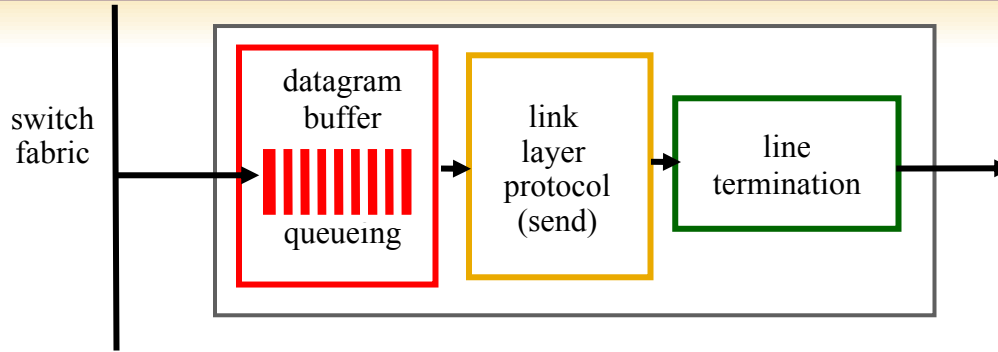 switch
fabric
datagram
buffer
queueing
link
layer
protocol
(send)
line
termination